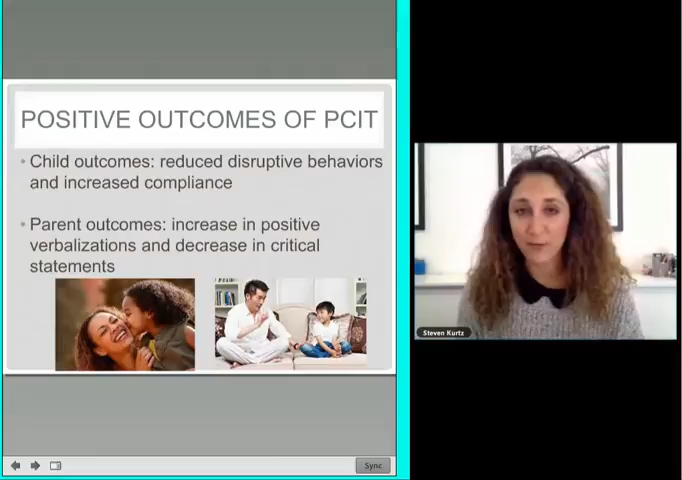 POSITIVE OUTCOMES OF PCIT
• Child outcomes: reduced disruptive behaviors
and increased compliance
• Parent outcomes: increase in positive
verbalizations and decrease in critical
statements
Steven Kurtz
Sync